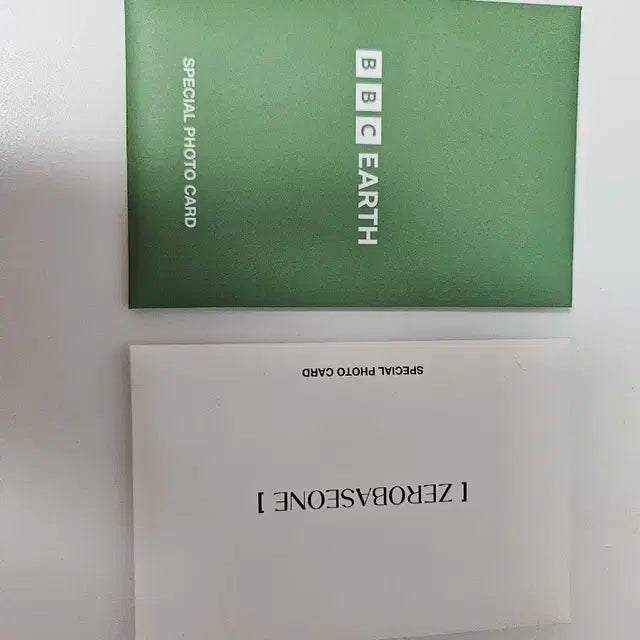 BBC EARTH
SPECIAL PHOTO CARD
SPECIAL PHOTO CARD
[ ZEROBASEONE ]